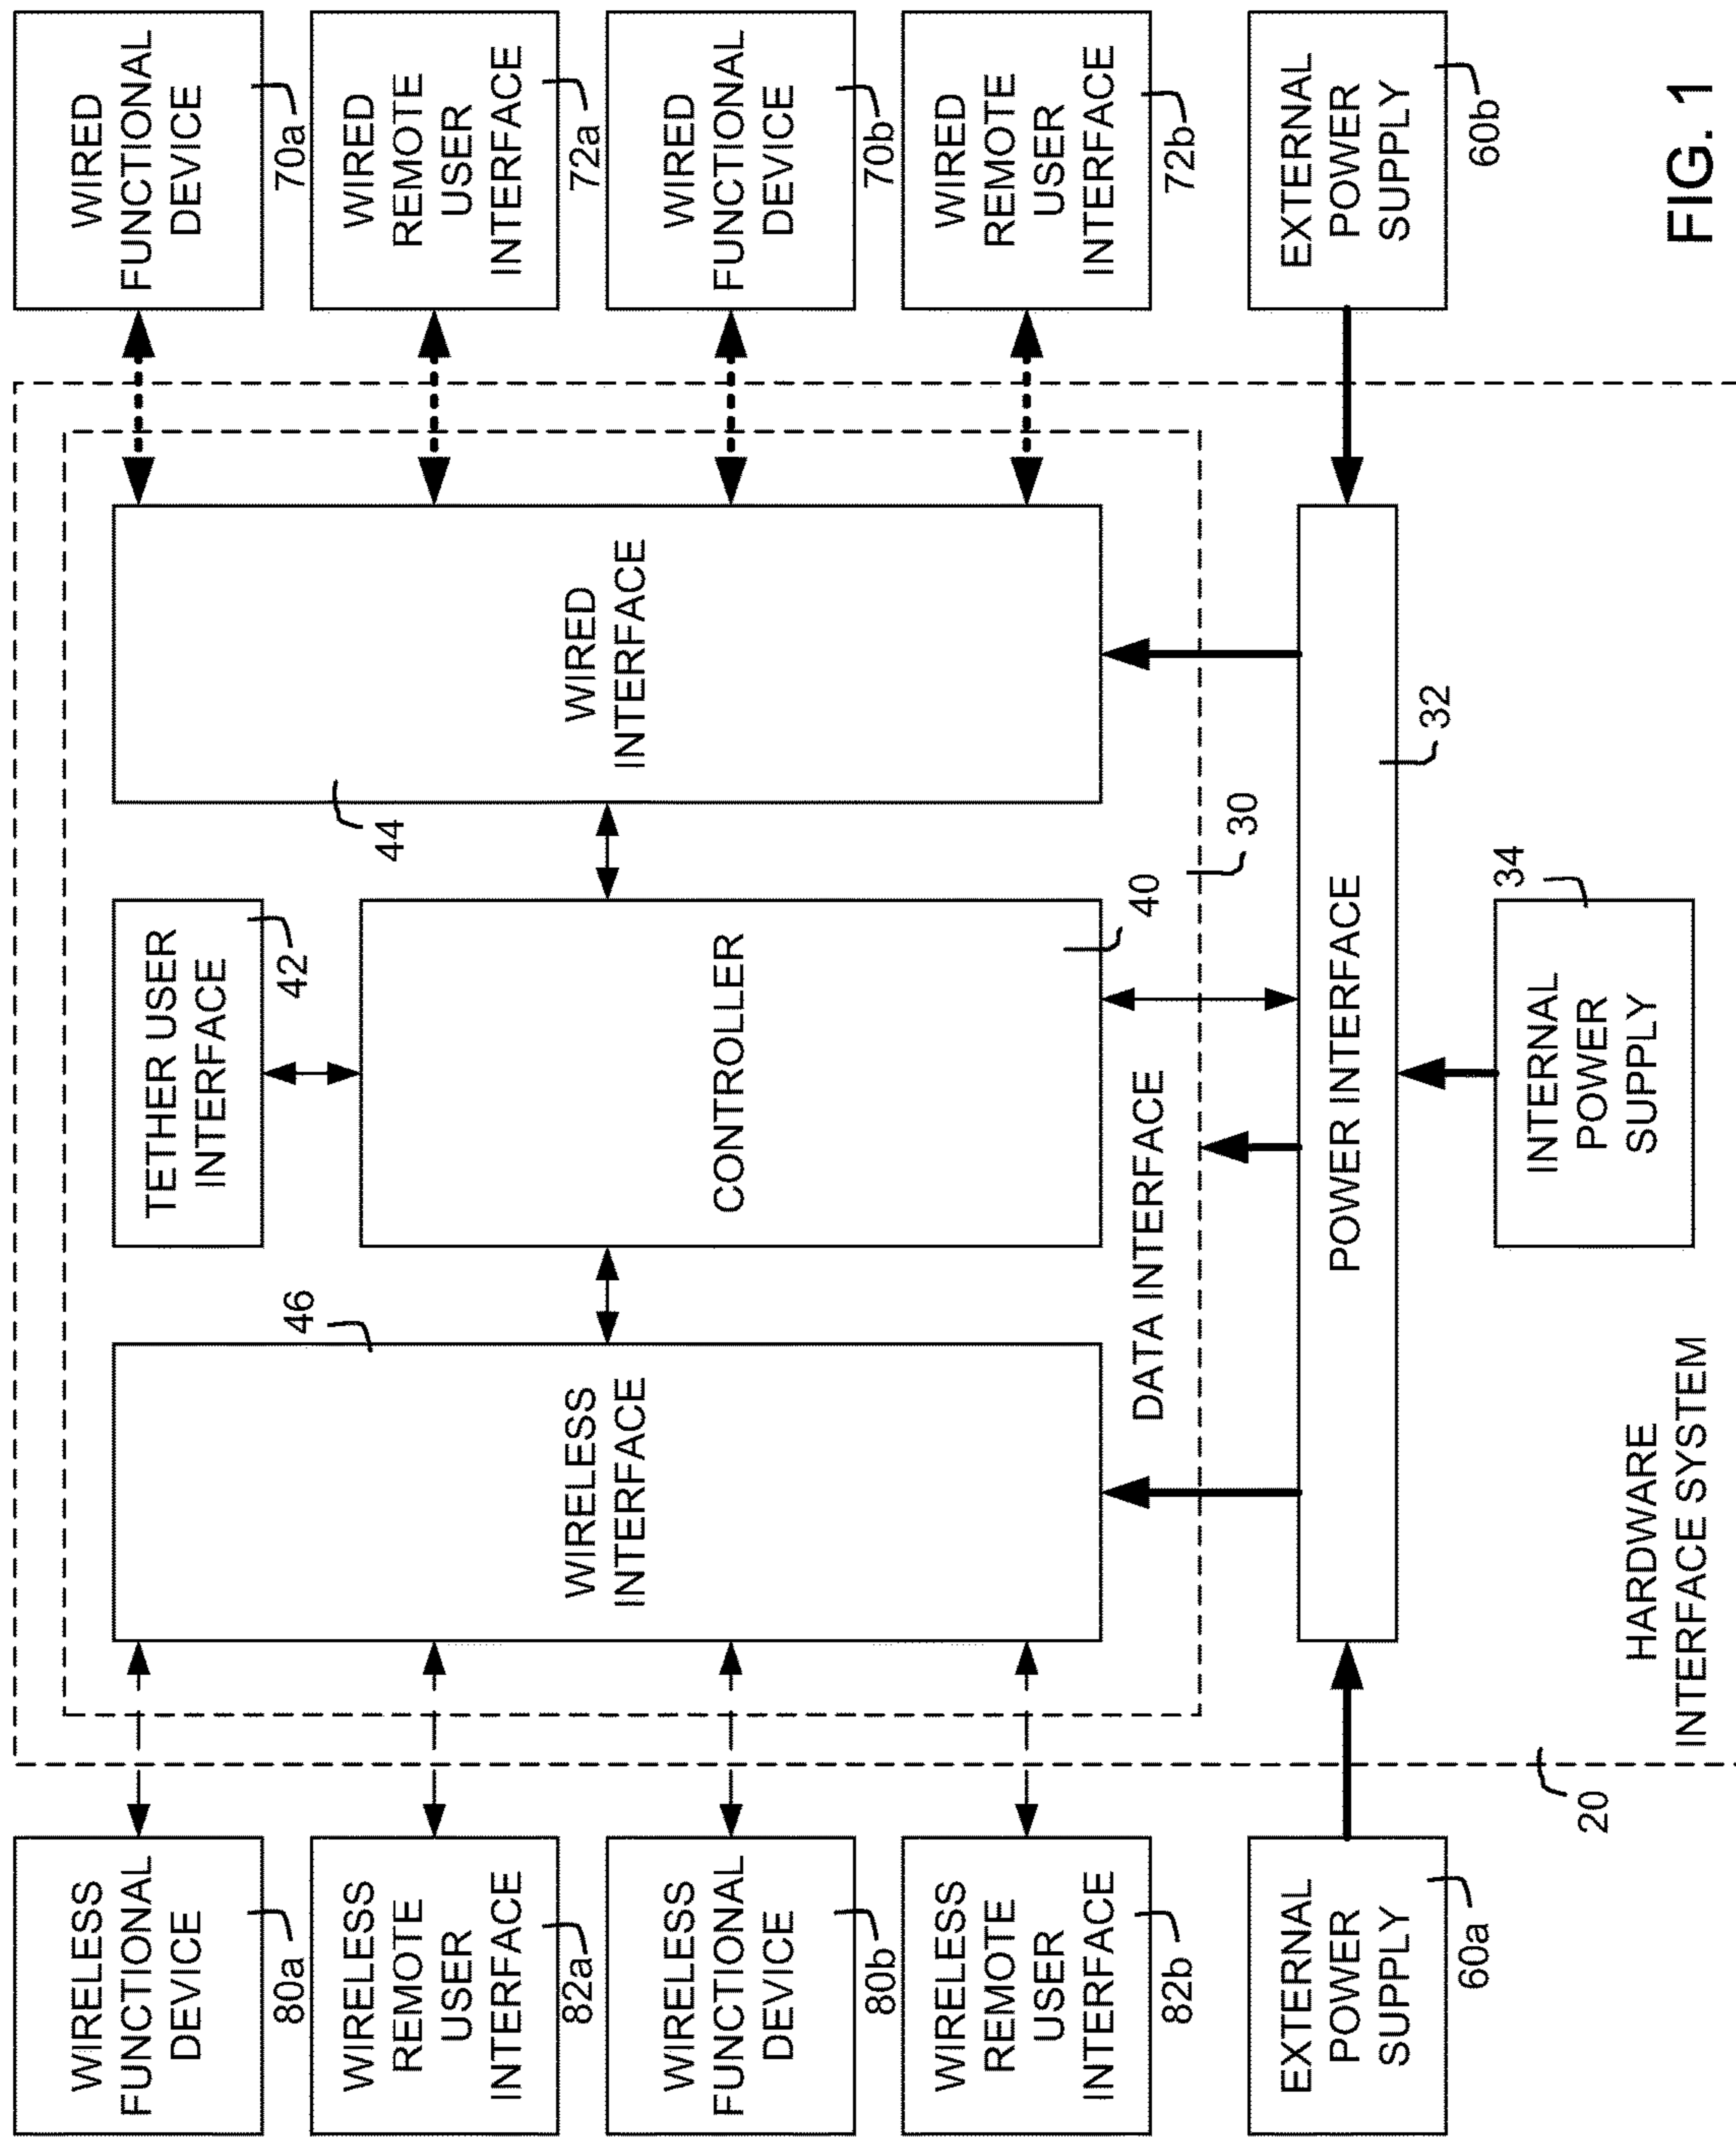 WIRELESS
FUNCTIONAL
DEVICE
80a
WIRELESS
REMOTE
USER
INTERFACE
82a
WIRELESS
FUNCTIONAL
DEVICE
80b
WIRELESS
REMOTE
USER
INTERFACE
82b
EXTERNAL
POWER
SUPPLY
60a
20
HARDWARE
INTERFACE SYSTEM
WIRELESS
INTERFACE
46
TETHER USER
INTERFACE
42
CONTROLLER
40
DATA INTERFACE
30
WIRED
INTERFACE
44
POWER INTERFACE
32
INTERNAL
POWER
SUPPLY
34
WIRED
FUNCTIONAL
DEVICE
70a
WIRED
REMOTE
USER
INTERFACE
72a
WIRED
FUNCTIONAL
DEVICE
70b
WIRED
REMOTE
USER
INTERFACE
72b
EXTERNAL
POWER
SUPPLY
60b
FIG. 1